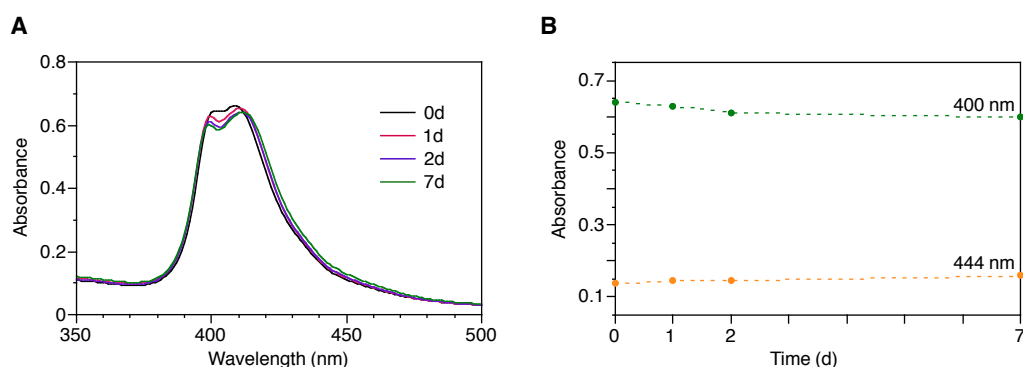 A
Absorbance
0.8
0.6
0.4
0.2
0
350
400
450
500
Wavelength (nm)
0d
1d
2d
7d
B
Absorbance
0.7
0.5
0.3
0.1
400 nm
444 nm
0
1
2
7
Time (d)